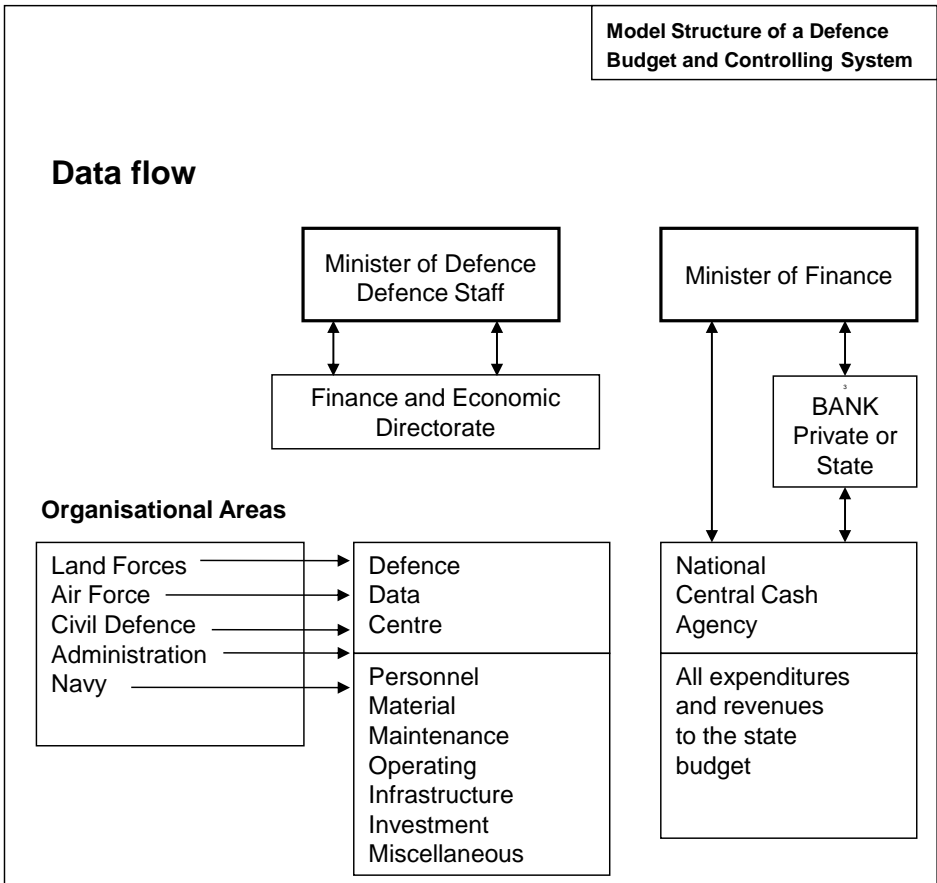 Model Structure of a Defence
Budget and Controlling System
Data flow
Minister of Defence
Defence Staff
Minister of Finance
Finance and Economic
Directorate
3
BANK
Private or
State
Organisational Areas
Land Forces
Air Force
Civil Defence
Administration
Navy
Defence
Data
Centre
Personnel
Material
Maintenance
Operating
Infrastructure
Investment
Miscellaneous
National
Central Cash
Agency
All expenditures
and revenues
to the state
budget